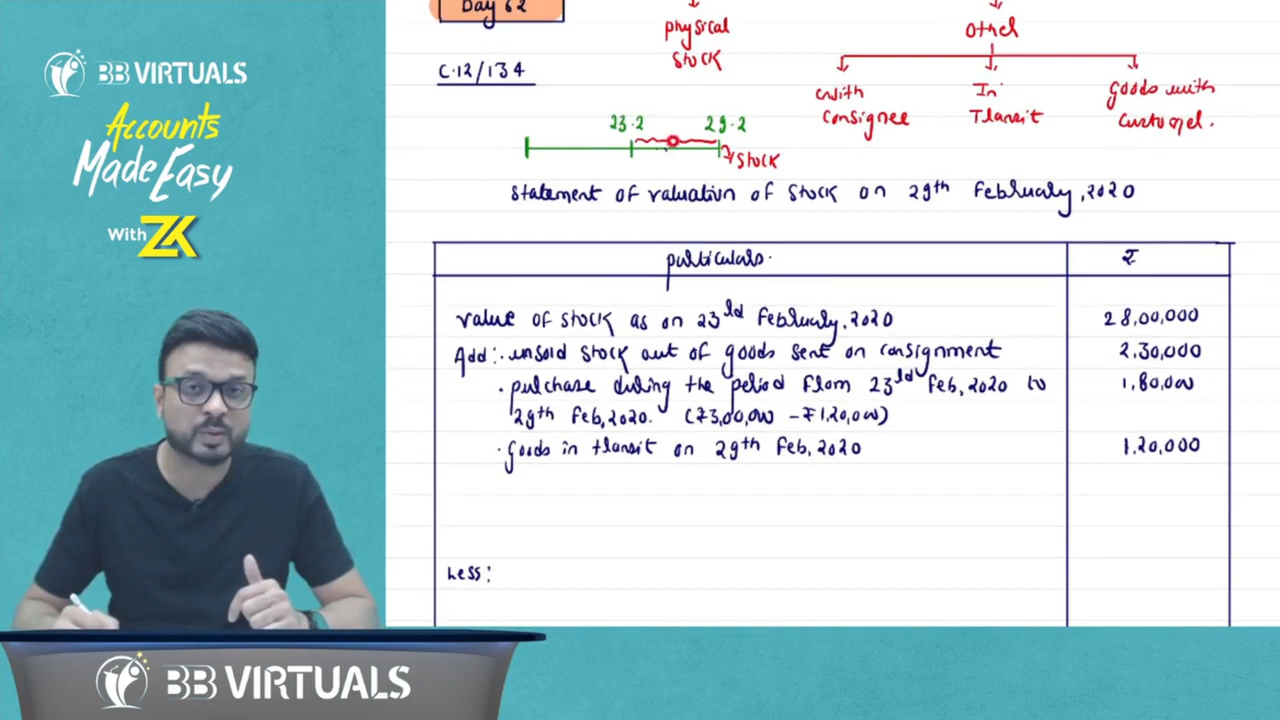 BB VIRTUALS
Accounts
Made Easy
With ZK
Day 62
physical
Stock
Other
C.12/134
With
Consignee
In
Transit
Goods with
Customer.
23.2
29.2
Stock
Statement of valuation of Stock on 29th February, 2020
particulars.
₹
value of stock as on 23rd February, 2020
28,00,000
Add: . unsold stock out of goods sent on consignment
2,30,000
. purchase during the period from 23rd Feb, 2020 to
1,80,000
29th Feb, 2020. (₹3,00,000 - ₹1,20,000)
. Goods in transit on 29th Feb, 2020
1,20,000
Less:
BB VIRTUALS